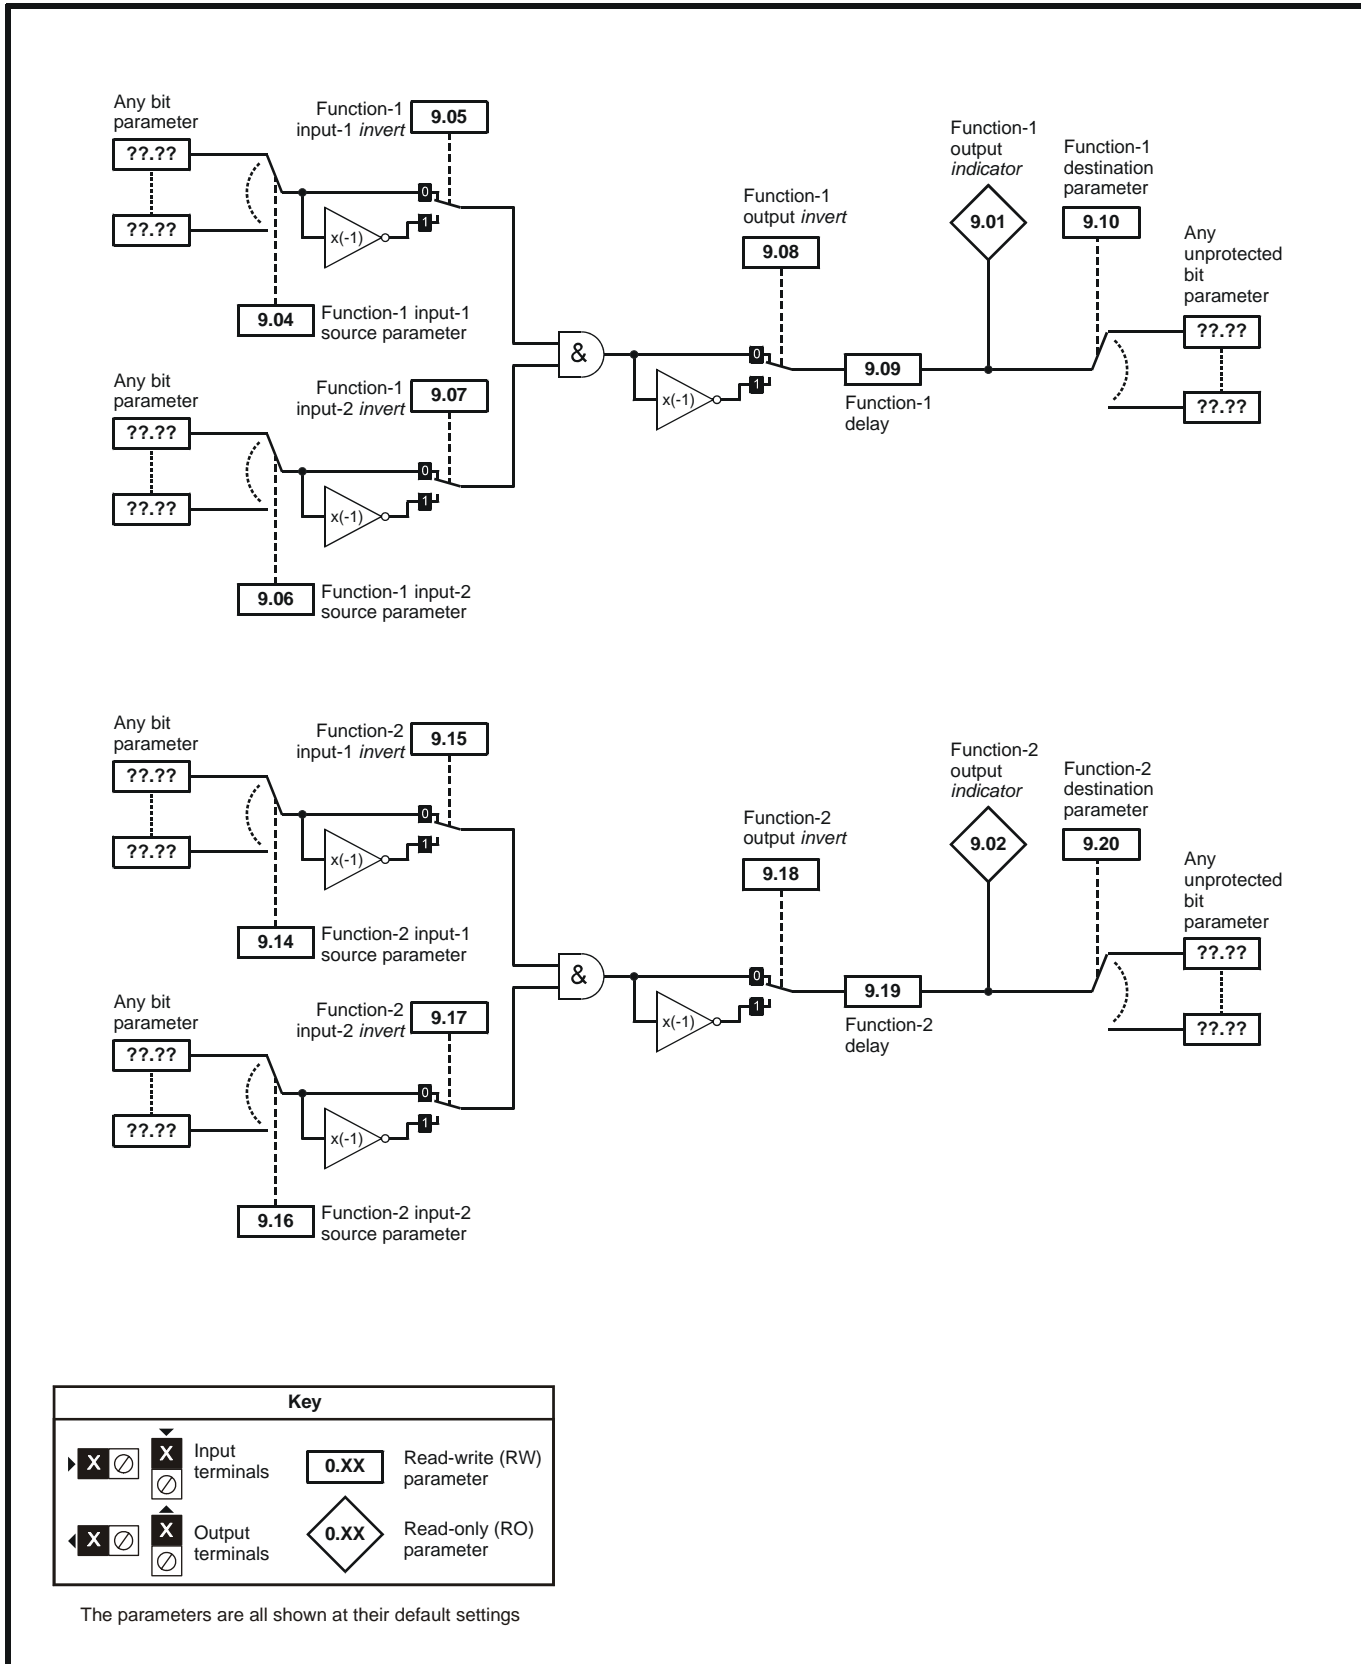 Any bit
parameter
??.??
??.??
Function-1
input-1 invert
9.05
0
1
x(-1)
9.04
Function-1 input-1
source parameter
Any bit
parameter
??.??
??.??
Function-1
input-2 invert
9.07
0
1
x(-1)
9.06
Function-1 input-2
source parameter
&
Function-1
output invert
9.08
0
1
x(-1)
9.09
Function-1
delay
Function-1
output
indicator
9.01
Function-1
destination
parameter
9.10
Any
unprotected
bit
parameter
??.??
??.??
Any bit
parameter
??.??
??.??
Function-2
input-1 invert
9.15
0
1
x(-1)
9.14
Function-2 input-1
source parameter
Any bit
parameter
??.??
??.??
Function-2
input-2 invert
9.17
0
1
x(-1)
9.16
Function-2 input-2
source parameter
&
Function-2
output invert
9.18
0
1
x(-1)
9.19
Function-2
delay
Function-2
output
indicator
9.02
Function-2
destination
parameter
9.20
Any
unprotected
bit
parameter
??.??
??.??
Key
X
X
Input
terminals
0.XX
Read-write (RW)
parameter
X
X
Output
terminals
0.XX
Read-only (RO)
parameter
The parameters are all shown at their default settings